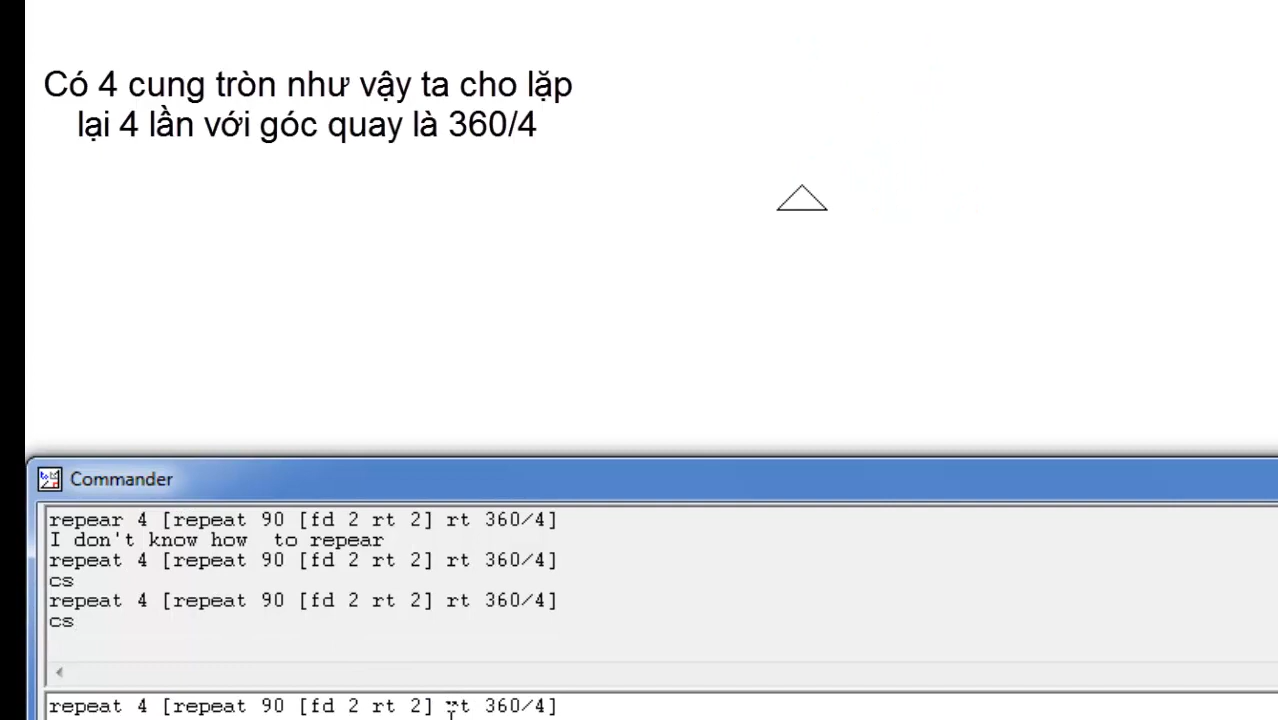 Có 4 cung tròn như vậy ta cho lặp
lại 4 lần với góc quay là 360/4
Commander
repear 4 [repeat 90 [fd 2 rt 2] rt 360/4]
I don't know how  to repear
repeat 4 [repeat 90 [fd 2 rt 2] rt 360/4]
cs
repeat 4 [repeat 90 [fd 2 rt 2] rt 360/4]
cs
repeat 4 [repeat 90 [fd 2 rt 2] rt 360/4]